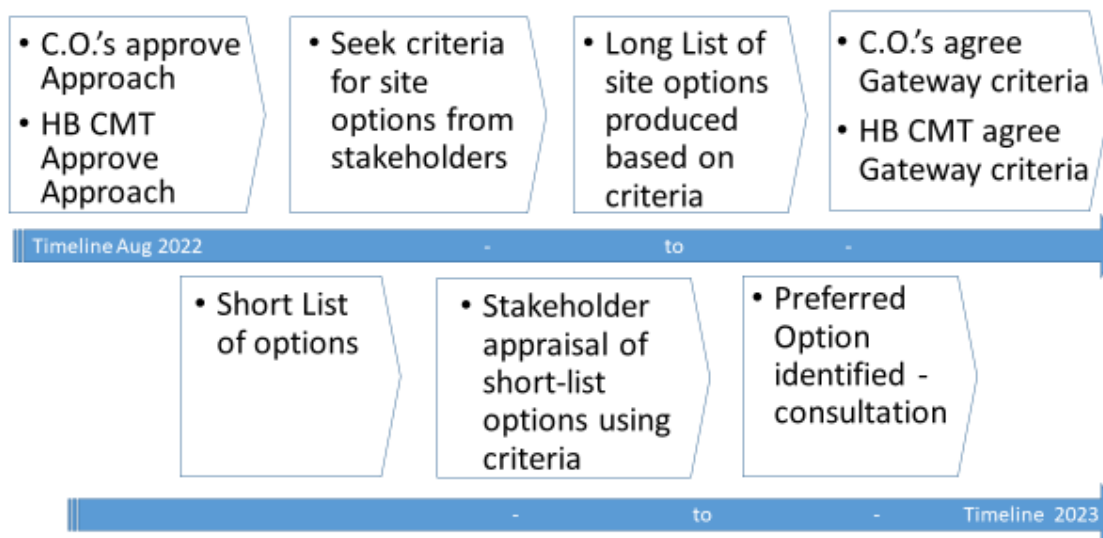 • C.O.'s approve
Approach
• HB CMT
Approve
Approach
• Seek criteria
for site
options from
stakeholders
• Long List of
site options
produced
based on
criteria
• C.O.'s agree
Gateway criteria
• HB CMT agree
Gateway criteria
Timeline Aug 2022 - to -
• Short List
of options
• Stakeholder
appraisal of
short-list
options using
criteria
• Preferred
Option
identified -
consultation
- to - Timeline 2023